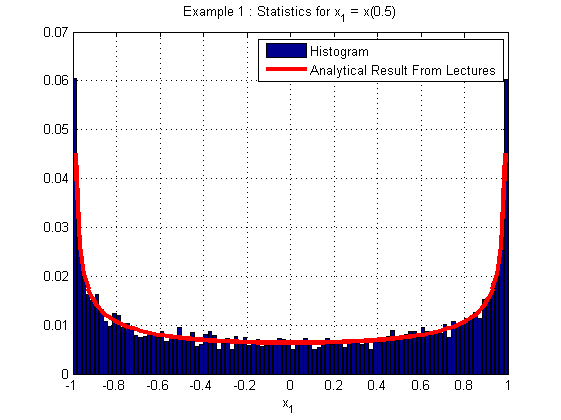 Example 1 : Statistics for x₁ = x(0.5)
0.07
0.06
0.05
0.04
0.03
0.02
0.01
0
Histogram
Analytical Result From Lectures
-1 -0.8 -0.6 -0.4 -0.2 0 0.2 0.4 0.6 0.8 1
x₁